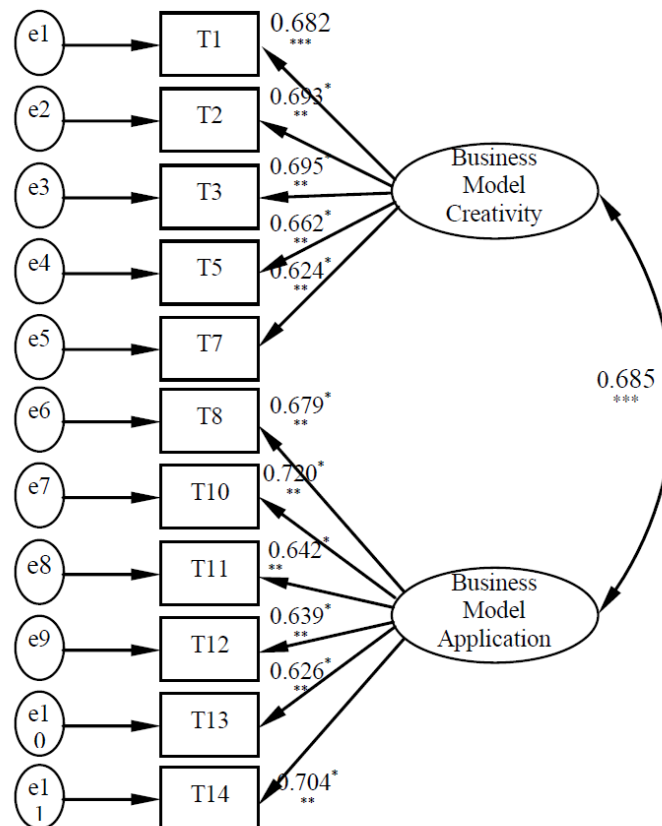 e1
T1
0.682
***
e2
T2
0.693*
**
e3
T3
0.695*
**
Business
Model
Creativity
e4
T5
0.662*
**
e5
T7
0.624*
**
0.685
***
e6
T8
0.679*
**
e7
T10
0.720*
**
e8
T11
0.642*
**
Business
Model
Application
e9
T12
0.639*
**
e1
0
T13
0.626*
**
e1
1
T14
0.704*
**